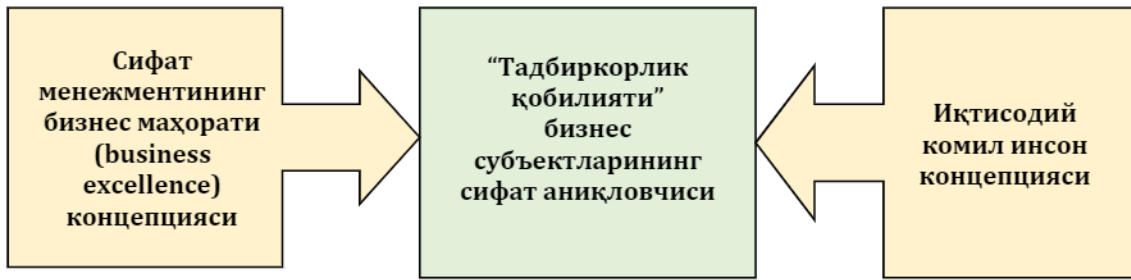 Сифат
менежментининг
бизнес маҳорати
(business
excellence)
концепцияси
“Тадбиркорлик
қобилияти”
бизнес
субъектларининг
сифат аниқловчиси
Иқтисодий
комил инсон
концепцияси